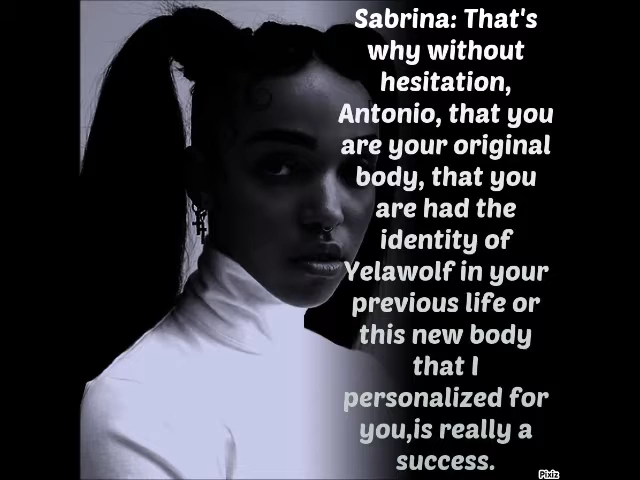 Sabrina: That's
why without
hesitation,
Antonio, that you
are your original
body, that you
are had the
identity of
Yelawolf in your
previous life or
this new body
that I
personalized for
you,is really a
success.
Pixiz